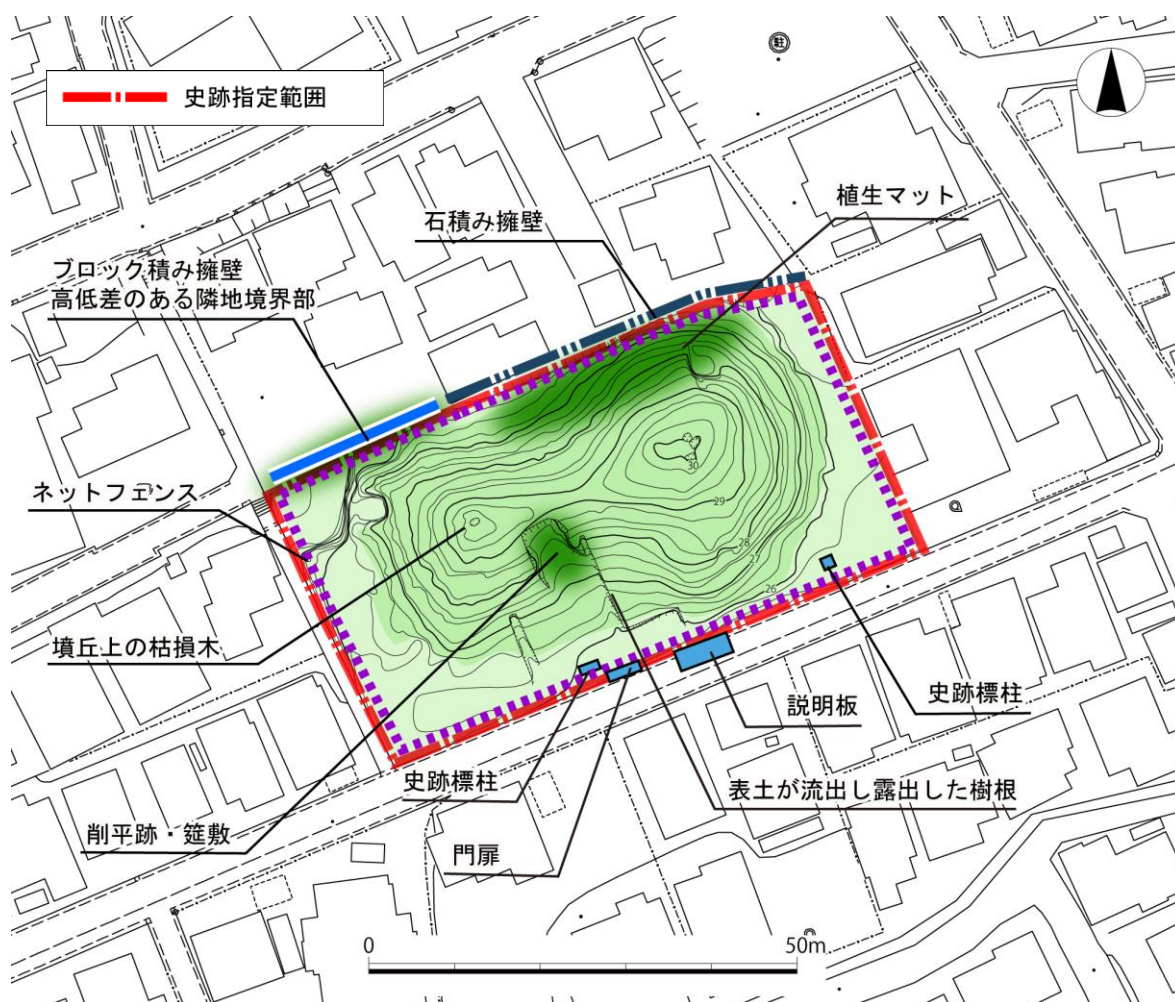 史跡指定範囲
駐
植生マット
石積み擁壁
ブロック積み擁壁
高低差のある隣地境界部
ネットフェンス
30
29
28
27
26
墳丘上の枯損木
史跡標柱
説明板
史跡標柱
表土が流出し露出した樹根
削平跡・筵敷
門扉
0
50m